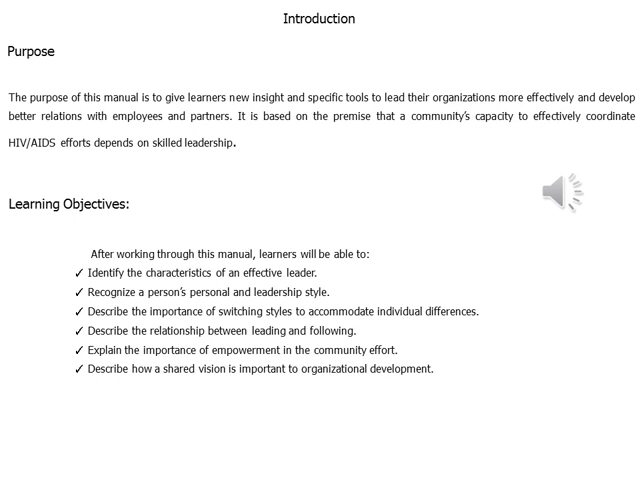 Introduction
Purpose
The purpose of this manual is to give learners new insight and specific tools to lead their organizations more effectively and develop
better relations with employees and partners. It is based on the premise that a community’s capacity to effectively coordinate
HIV/AIDS efforts depends on skilled leadership.
Learning Objectives:
After working through this manual, learners will be able to:
✓ Identify the characteristics of an effective leader.
✓ Recognize a person’s personal and leadership style.
✓ Describe the importance of switching styles to accommodate individual differences.
✓ Describe the relationship between leading and following.
✓ Explain the importance of empowerment in the community effort.
✓ Describe how a shared vision is important to organizational development.